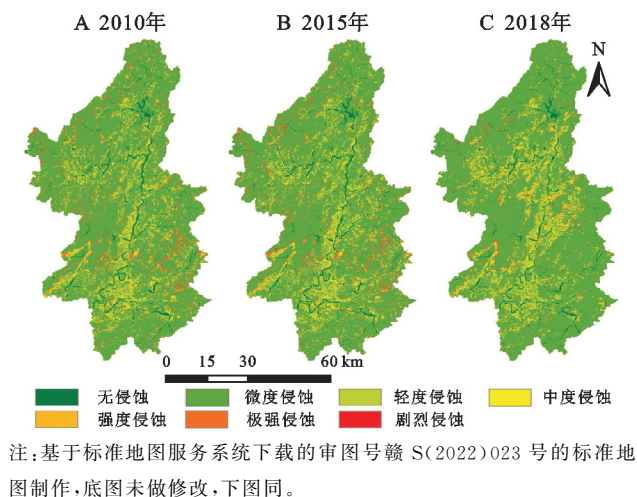 A 2010年 B 2015年 C 2018年
N
0 15 30 60 km
无侵蚀 微度侵蚀 轻度侵蚀 中度侵蚀
强度侵蚀 极强侵蚀 剧烈侵蚀
注:基于标准地图服务系统下载的审图号赣 S(2022)023 号的标准地
图制作,底图未做修改,下图同。